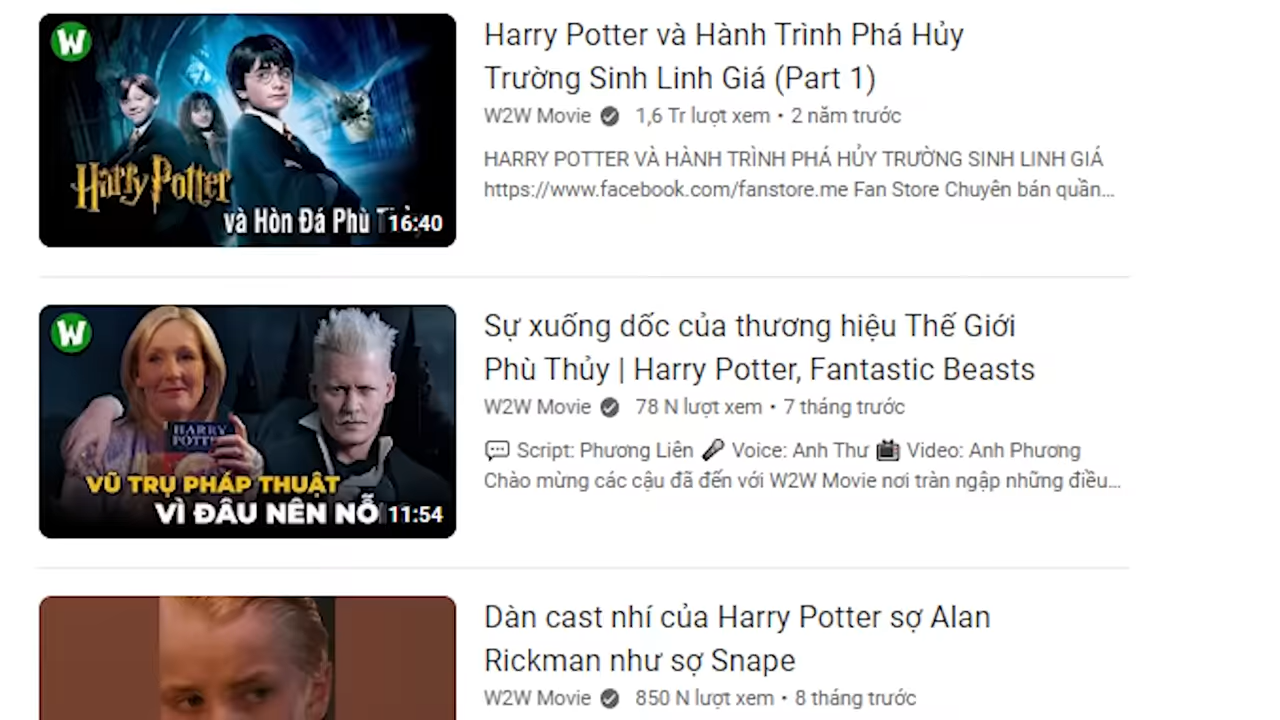 W
Harry Potter
và Hòn Đá Phù
16:40
Harry Potter và Hành Trình Phá Hủy
Trường Sinh Linh Giá (Part 1)
W2W Movie 1,6 Tr lượt xem • 2 năm trước
HARRY POTTER VÀ HÀNH TRÌNH PHÁ HỦY TRƯỜNG SINH LINH GIÁ
https://www.facebook.com/fanstore.me Fan Store Chuyên bán quần...
W
HARRY
POTTER
VŨ TRỤ PHÁP THUẬT
VÌ ĐÂU NÊN NỖ
11:54
Sự xuống dốc của thương hiệu Thế Giới
Phù Thủy | Harry Potter, Fantastic Beasts
W2W Movie 78 N lượt xem • 7 tháng trước
Script: Phương Liên Voice: Anh Thư Video: Anh Phương
Chào mừng các cậu đã đến với W2W Movie nơi tràn ngập những điều...
Dàn cast nhí của Harry Potter sợ Alan
Rickman như sợ Snape
W2W Movie 850 N lượt xem • 8 tháng trước